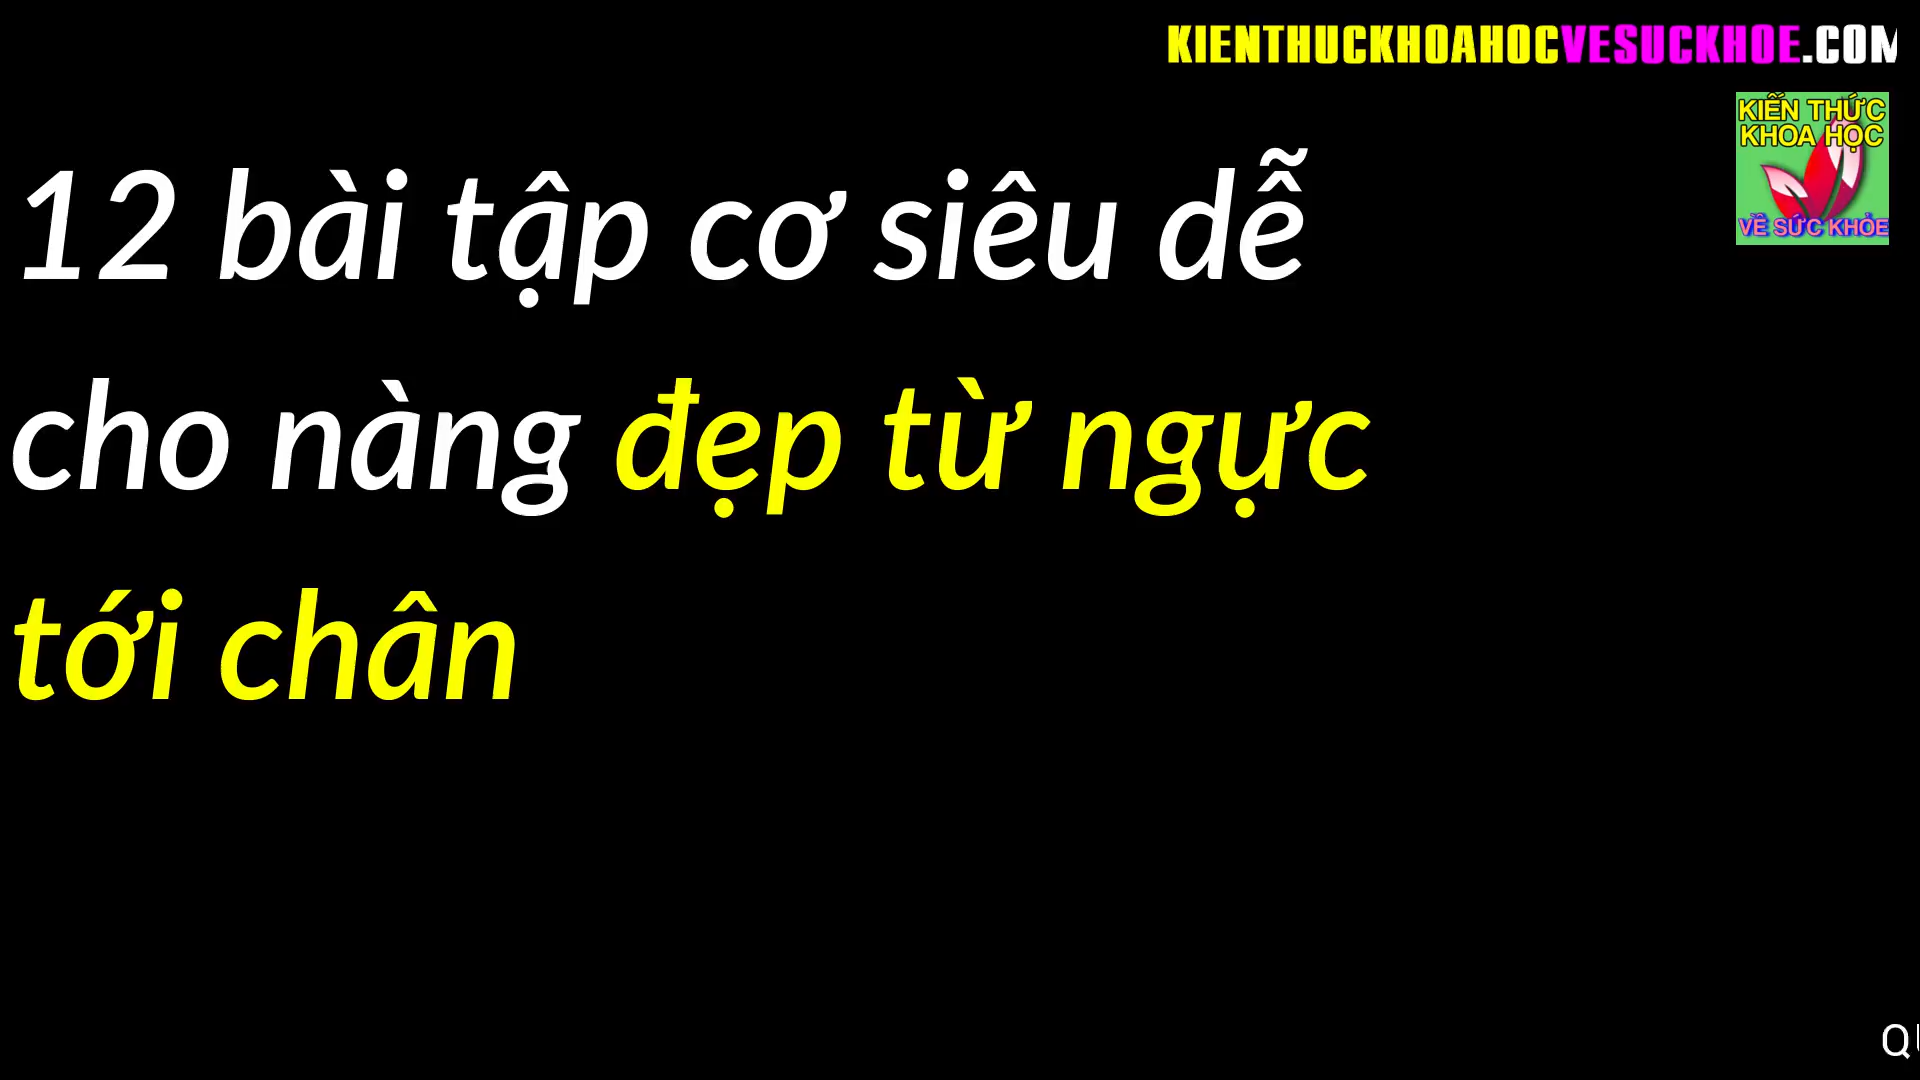 KIENTHUCKHOAHOCVESUCKHOE.COM
KIẾN THỨC
KHOA HỌC
VỀ SỨC KHỎE
12 bài tập cơ siêu dễ
cho nàng đẹp từ ngực
tới chân